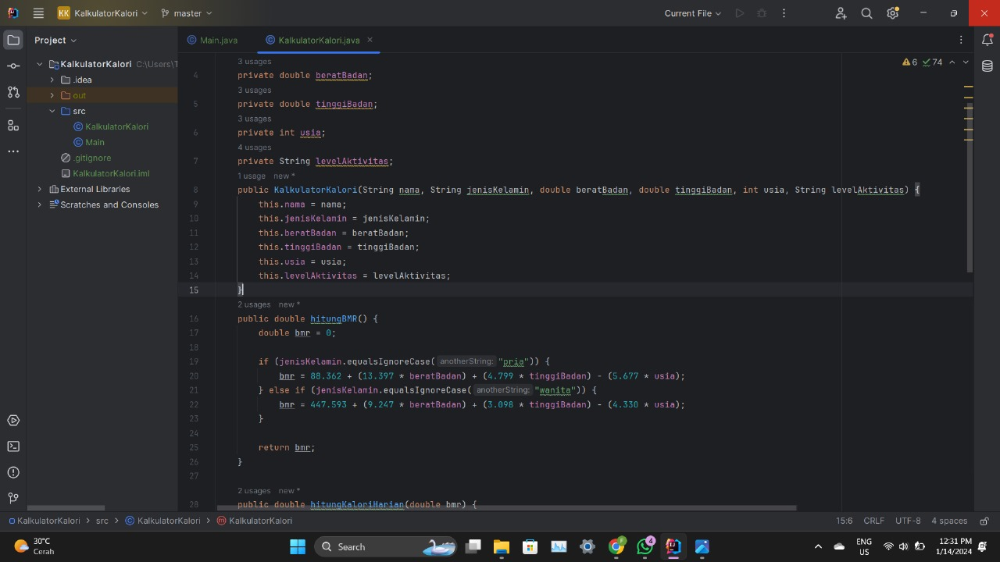 KK KalkulatorKalori master Current File
Project
Main.java KalkulatorKalori.java
KalkulatorKalori C:\Users\T
.idea
out
src
KalkulatorKalori
Main
.gitignore
KalkulatorKalori.iml
External Libraries
Scratches and Consoles
6 74
3 usages
4 private double beratBadan;
3 usages
5 private double tinggiBadan;
3 usages
6 private int usia;
4 usages
7 private String levelAktivitas;
1 usage new *
8 public KalkulatorKalori(String nama, String jenisKelamin, double beratBadan, double tinggiBadan, int usia, String levelAktivitas) {
9 this.nama = nama;
10 this.jenisKelamin = jenisKelamin;
11 this.beratBadan = beratBadan;
12 this.tinggiBadan = tinggiBadan;
13 this.usia = usia;
14 this.levelAktivitas = levelAktivitas;
15 }
2 usages new *
16 public double hitungBMR() {
17 double bmr = 0;
18
19 if (jenisKelamin.equalsIgnoreCase( anotherString: "pria")) {
20 bmr = 88.362 + (13.397 * beratBadan) + (4.799 * tinggiBadan) - (5.677 * usia);
21 } else if (jenisKelamin.equalsIgnoreCase( anotherString: "wanita")) {
22 bmr = 447.593 + (9.247 * beratBadan) + (3.098 * tinggiBadan) - (4.330 * usia);
23 }
24
25 return bmr;
26 }
27
2 usages new *
28 public double hitungKaloriHarian(double bmr) {
KalkulatorKalori > src > KalkulatorKalori > KalkulatorKalori 15:6 CRLF UTF-8 4 spaces
30°C
Cerah
Search
4
ENG
US
12:31 PM
1/14/2024